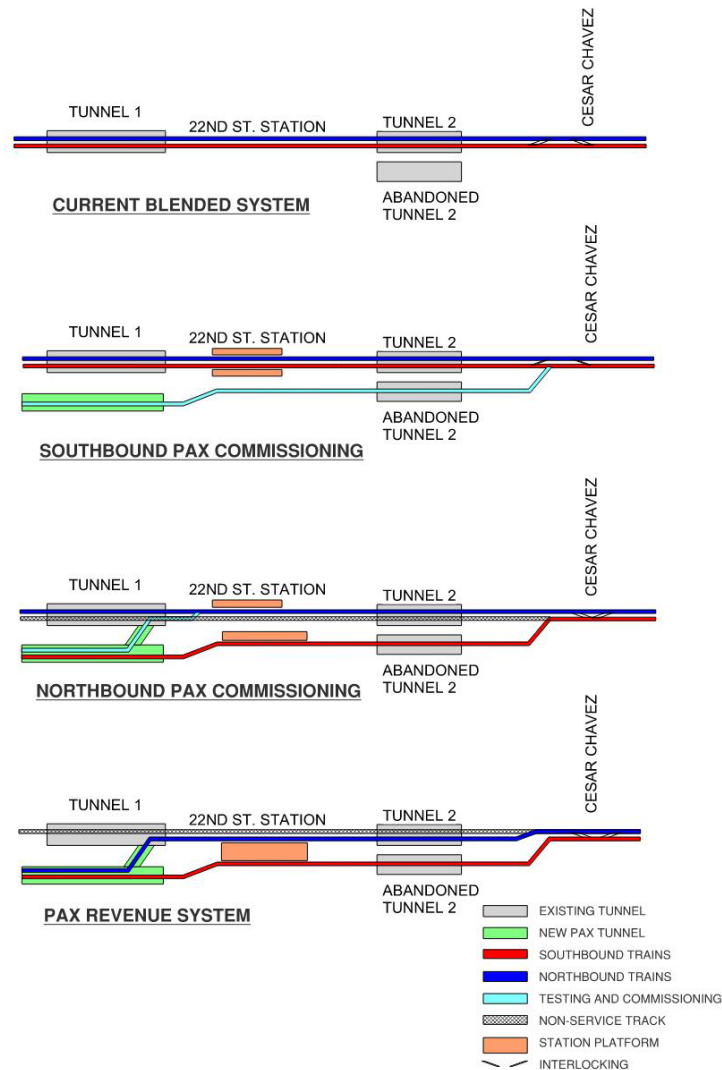 CESAR CHAVEZ
TUNNEL 1
22ND ST. STATION
TUNNEL 2
ABANDONED
TUNNEL 2
CURRENT BLENDED SYSTEM
CESAR CHAVEZ
TUNNEL 1
22ND ST. STATION
TUNNEL 2
ABANDONED
TUNNEL 2
SOUTHBOUND PAX COMMISSIONING
CESAR CHAVEZ
TUNNEL 1
22ND ST. STATION
TUNNEL 2
ABANDONED
TUNNEL 2
NORTHBOUND PAX COMMISSIONING
CESAR CHAVEZ
TUNNEL 1
22ND ST. STATION
TUNNEL 2
ABANDONED
TUNNEL 2
PAX REVENUE SYSTEM
EXISTING TUNNEL
NEW PAX TUNNEL
SOUTHBOUND TRAINS
NORTHBOUND TRAINS
TESTING AND COMMISSIONING
NON-SERVICE TRACK
STATION PLATFORM
INTERLOCKING